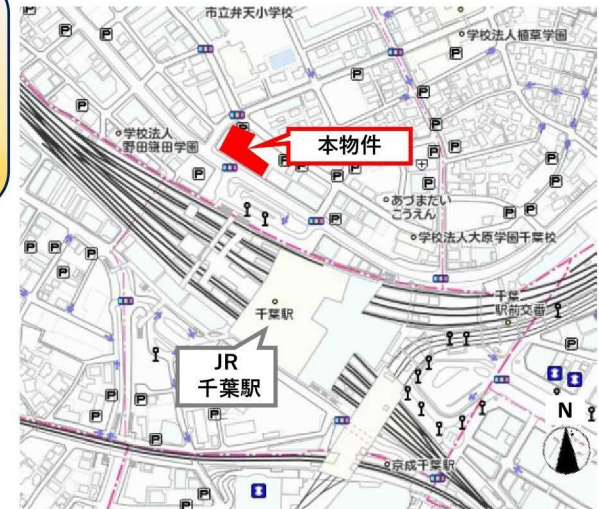 市立弁天小学校
学校法人植草学園
学校法人
野田鎌田学園
本物件
あづまだい
こうえん
学校法人大原学園千葉校
千葉駅
千葉
駅前交番
JR
千葉駅
N
京成千葉駅